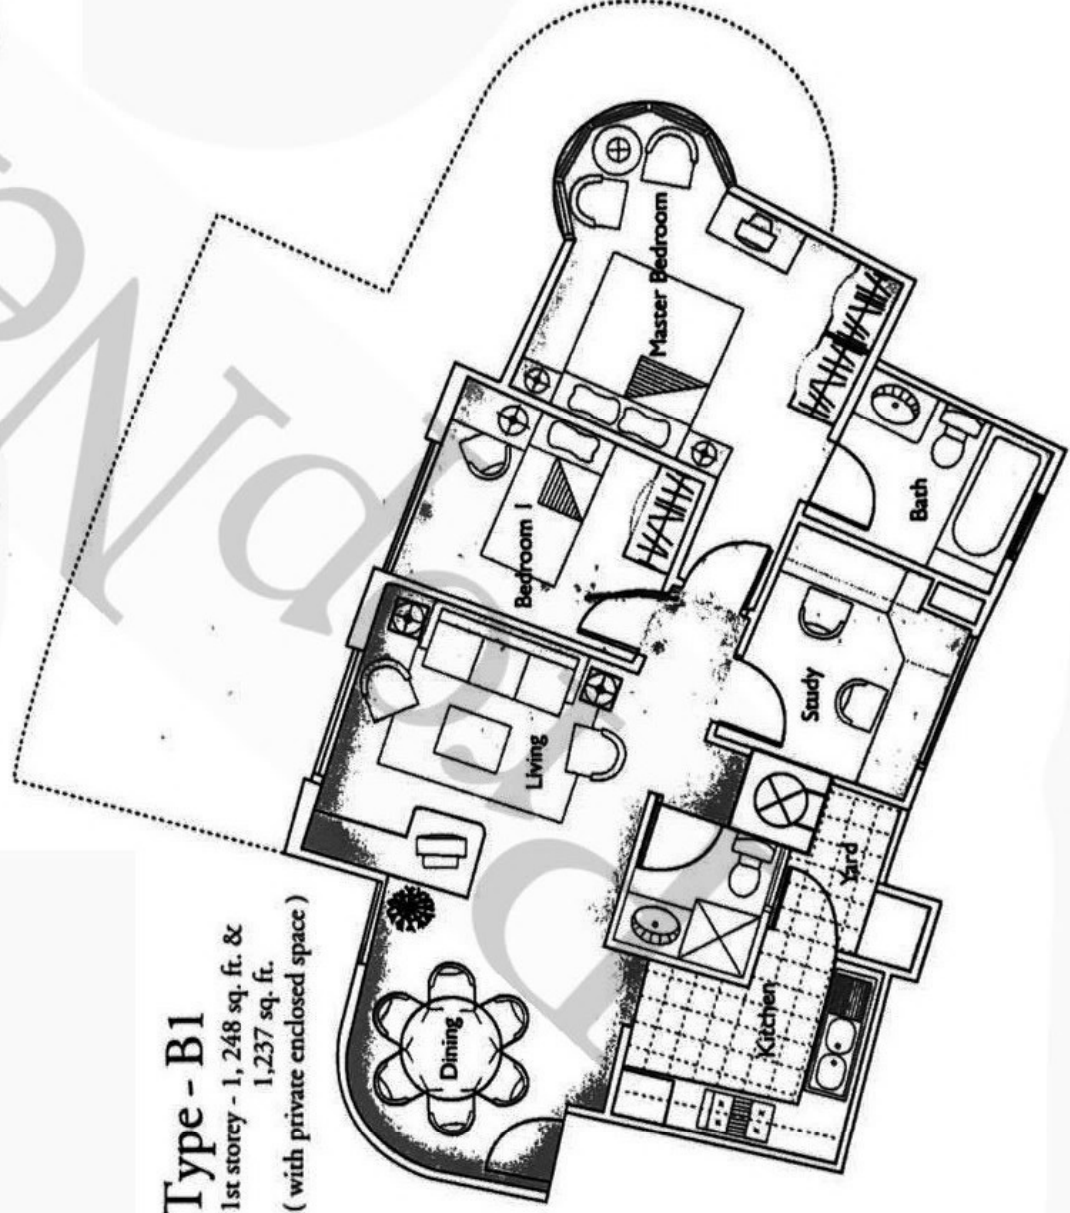 Type - B1
1st storey - 1, 248 sq. ft. &
1,237 sq. ft.
( with private enclosed space )
Master Bedroom
Bedroom 1
Bath
Living
Study
Yard
Dining
Kitchen